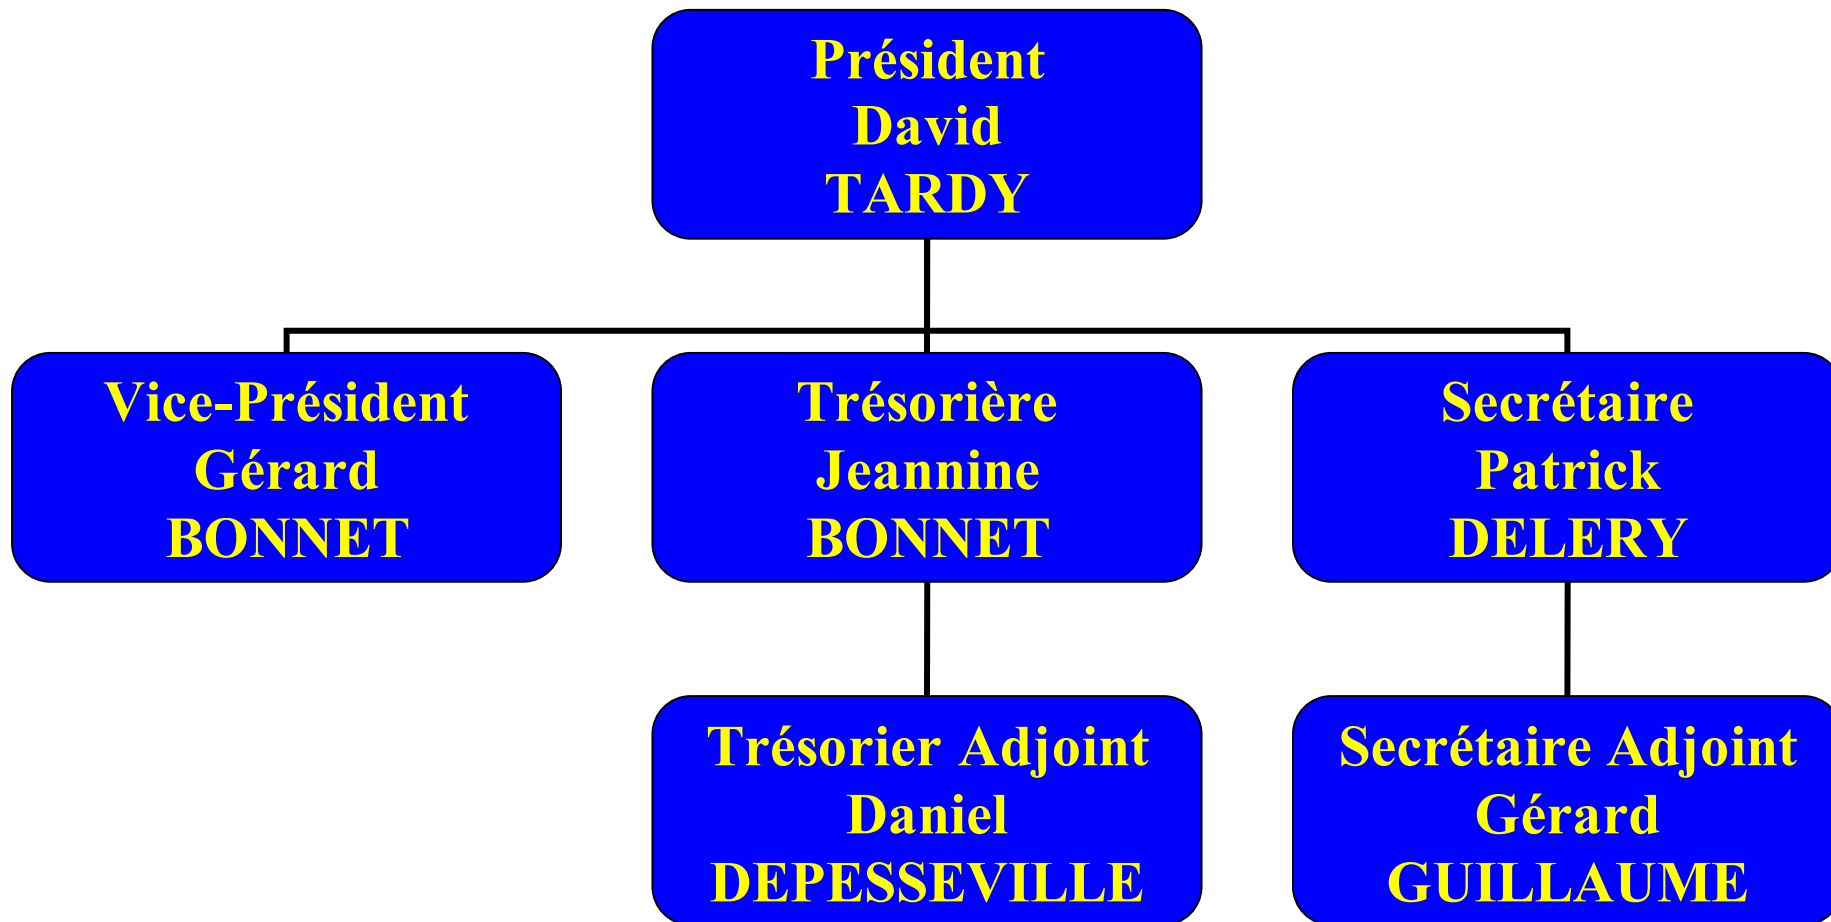 Président
David
TARDY
Vice-Président
Gérard
BONNET
Trésorière
Jeannine
BONNET
Secrétaire
Patrick
DELERY
Trésorier Adjoint
Daniel
DEPESSEVILLE
Secrétaire Adjoint
Gérard
GUILLAUME